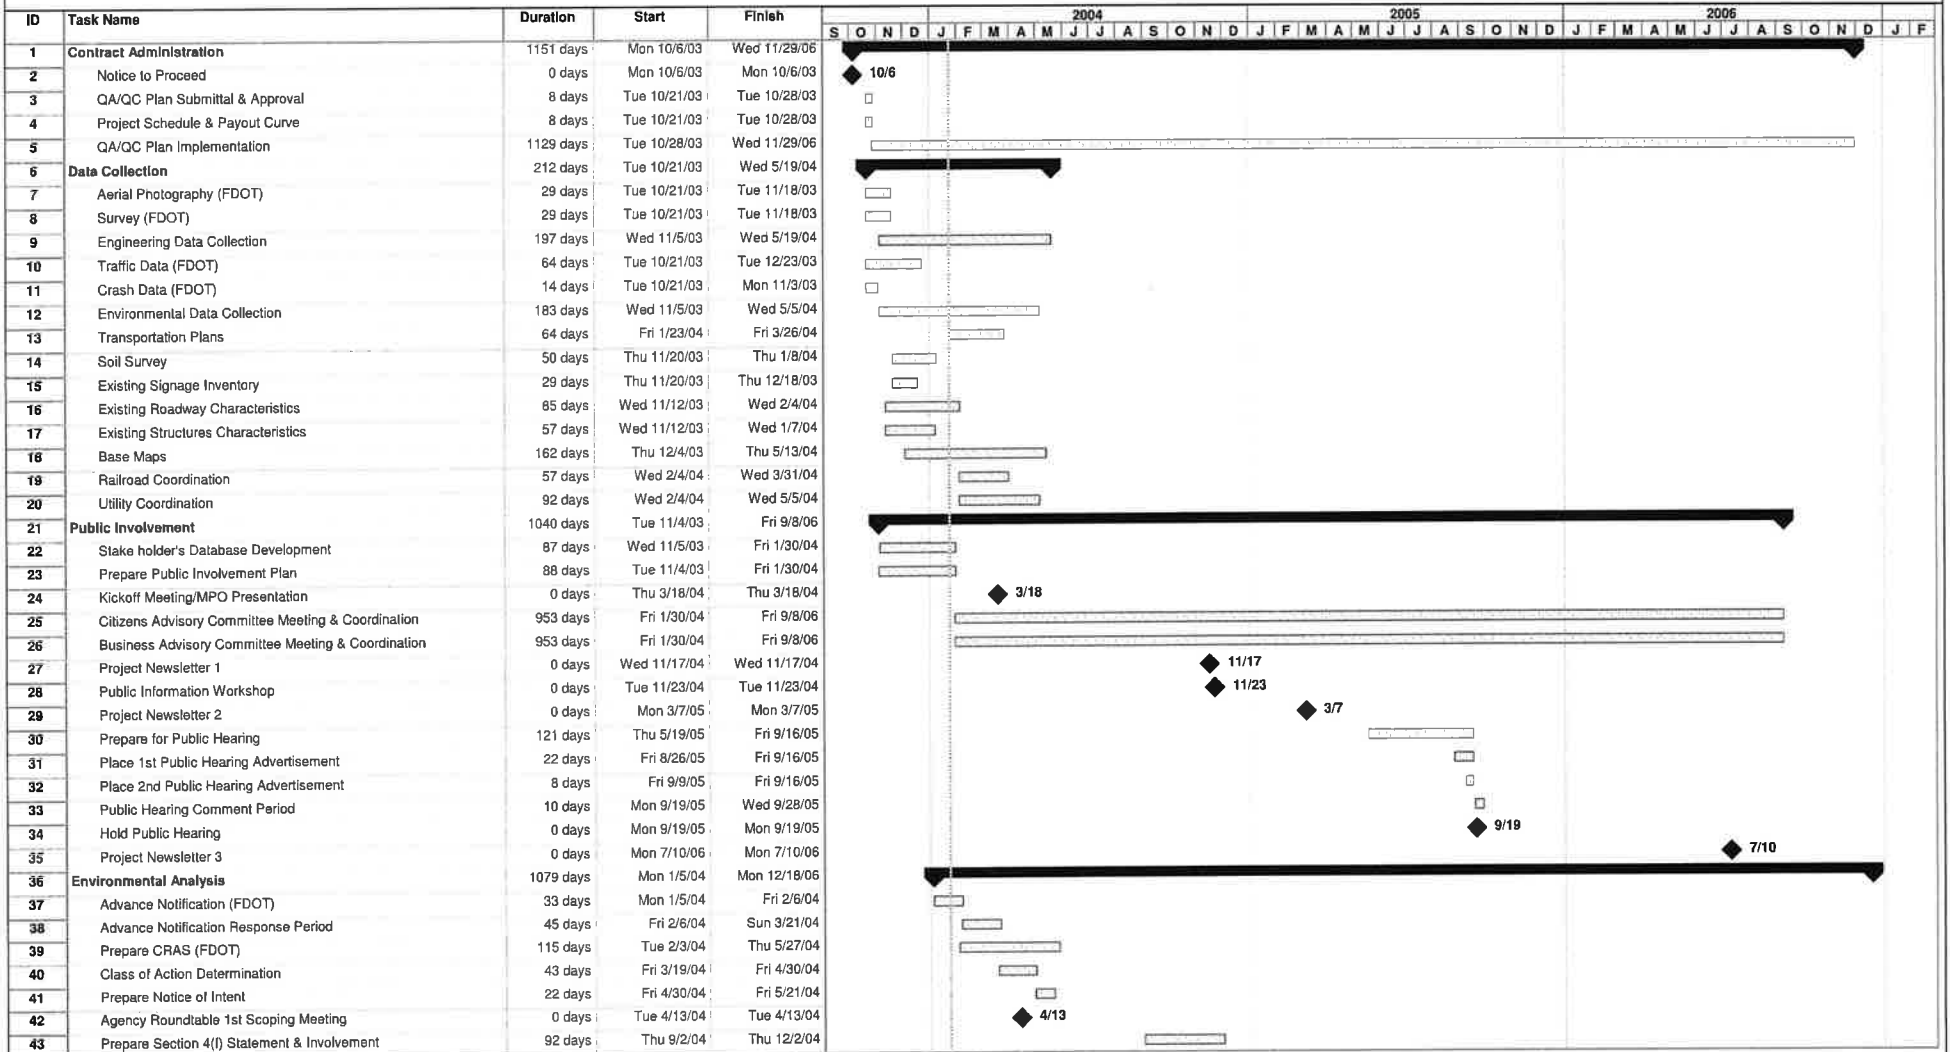 ID Task Name Duration Start Finish 2004 2005 2006
S O N D J F M A M J J A S O N D J F M A M J J A S O N D J F M A M J J A S O N D J F
1 Contract Administration 1151 days Mon 10/6/03 Wed 11/29/06
2 Notice to Proceed 0 days Mon 10/6/03 Mon 10/6/03 10/6
3 QA/QC Plan Submittal & Approval 8 days Tue 10/21/03 Tue 10/28/03
4 Project Schedule & Payout Curve 8 days Tue 10/21/03 Tue 10/28/03
5 QA/QC Plan Implementation 1129 days Tue 10/28/03 Wed 11/29/06
6 Data Collection 212 days Tue 10/21/03 Wed 5/19/04
7 Aerial Photography (FDOT) 29 days Tue 10/21/03 Tue 11/18/03
8 Survey (FDOT) 29 days Tue 10/21/03 Tue 11/18/03
9 Engineering Data Collection 197 days Wed 11/5/03 Wed 5/19/04
10 Traffic Data (FDOT) 64 days Tue 10/21/03 Tue 12/23/03
11 Crash Data (FDOT) 14 days Tue 10/21/03 Mon 11/3/03
12 Environmental Data Collection 183 days Wed 11/5/03 Wed 5/5/04
13 Transportation Plans 64 days Fri 1/23/04 Fri 3/26/04
14 Soil Survey 50 days Thu 11/20/03 Thu 1/8/04
15 Existing Signage Inventory 29 days Thu 11/20/03 Thu 12/18/03
16 Existing Roadway Characteristics 85 days Wed 11/12/03 Wed 2/4/04
17 Existing Structures Characteristics 57 days Wed 11/12/03 Wed 1/7/04
18 Base Maps 162 days Thu 12/4/03 Thu 5/13/04
19 Railroad Coordination 57 days Wed 2/4/04 Wed 3/31/04
20 Utility Coordination 92 days Wed 2/4/04 Wed 5/5/04
21 Public Involvement 1040 days Tue 11/4/03 Fri 9/8/06
22 Stake holder's Database Development 87 days Wed 11/5/03 Fri 1/30/04
23 Prepare Public Involvement Plan 88 days Tue 11/4/03 Fri 1/30/04
24 Kickoff Meeting/MPO Presentation 0 days Thu 3/18/04 Thu 3/18/04 3/18
25 Citizens Advisory Committee Meeting & Coordination 953 days Fri 1/30/04 Fri 9/8/06
26 Business Advisory Committee Meeting & Coordination 953 days Fri 1/30/04 Fri 9/8/06
27 Project Newsletter 1 0 days Wed 11/17/04 Wed 11/17/04 11/17
28 Public Information Workshop 0 days Tue 11/23/04 Tue 11/23/04 11/23
29 Project Newsletter 2 0 days Mon 3/7/05 Mon 3/7/05 3/7
30 Prepare for Public Hearing 121 days Thu 5/19/05 Fri 9/16/05
31 Place 1st Public Hearing Advertisement 22 days Fri 8/26/05 Fri 9/16/05
32 Place 2nd Public Hearing Advertisement 8 days Fri 9/9/05 Fri 9/16/05
33 Public Hearing Comment Period 10 days Mon 9/19/05 Wed 9/28/05
34 Hold Public Hearing 0 days Mon 9/19/05 Mon 9/19/05 9/19
35 Project Newsletter 3 0 days Mon 7/10/06 Mon 7/10/06 7/10
36 Environmental Analysis 1079 days Mon 1/5/04 Mon 12/18/06
37 Advance Notification (FDOT) 33 days Mon 1/5/04 Fri 2/6/04
38 Advance Notification Response Period 45 days Fri 2/6/04 Sun 3/21/04
39 Prepare CRAS (FDOT) 115 days Tue 2/3/04 Thu 5/27/04
40 Class of Action Determination 43 days Fri 3/19/04 Fri 4/30/04
41 Prepare Notice of Intent 22 days Fri 4/30/04 Fri 5/21/04
42 Agency Roundtable 1st Scoping Meeting 0 days Tue 4/13/04 Tue 4/13/04 4/13
43 Prepare Section 4(f) Statement & Involvement 92 days Thu 9/2/04 Thu 12/2/04